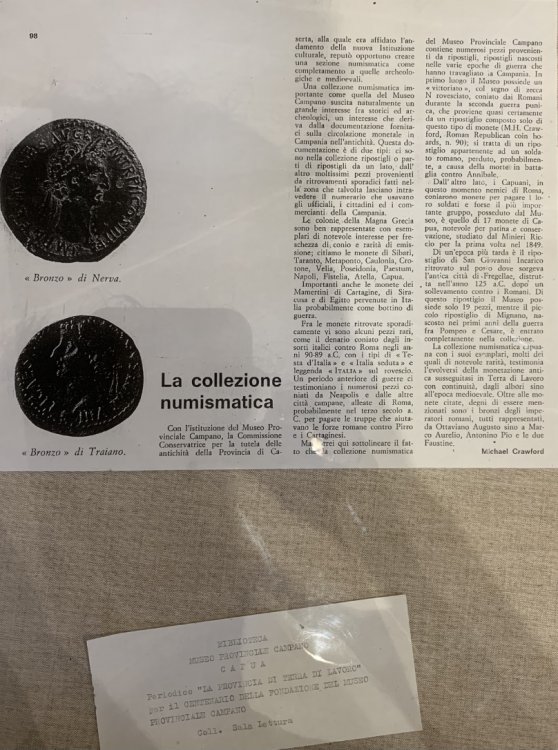 98
« Bronzo » di Nerva.
« Bronzo » di Traiano.
La collezione
numismatica
Con l'istituzione del Museo Pro-
vinciale Campano, la Commissione
Conservatrice per la tutela delle
antichità della Provincia di Ca-
serta, alla quale era affidato l'an-
damento della nuova Istituzione
culturale, reputò opportuno creare
una sezione numismatica come
completamento a quelle archeolo-
giche e medioevali.
Una collezione numismatica im-
portante come quella del Museo
Campano suscita naturalmente un
grande interesse fra storici ed ar-
cheologici, un interesse che deri-
va dalla documentazione fornita-
ci sulla circolazione monetale in
Campania nell'antichità. Questa do-
cumentazione è di due tipi: ci so-
no nella collezione ripostigli o par-
ti di ripostigli da un lato, dall'
altro moltissimi pezzi provenienti
da ritrovamenti sporadici fatti nel-
la zona che talvolta lasciano intra-
vedere il numerario che usavano
gli ufficiali, i cittadini ed i com-
mercianti della Campania.
Le colonie della Magna Grecia
sono ben rappresentate con esem-
plari di notevole interesse per fre-
schezza di conio e rarità di emis-
sione; citiamo le monete di Sibari,
Taranto, Metaponto, Caulonia, Cro-
tone, Velia, Poseidonia, Paestum,
Napoli, Fistelia, Atella, Capua.
Importanti anche le monete dei
Mamertini di Cartagine, di Sira-
cusa e di Egitto pervenute in Ita-
lia probabilmente come bottino di
guerra.
Fra le monete ritrovate sporadi-
camente vi sono alcuni pezzi rari,
come il denario coniato dagli in-
sorti italici contro Roma negli an-
ni 90-89 a.C, con i tipi di « Te-
sta d'Italia » e « Italia seduta » e
leggenda « ITALIA » sul rovescio.
Un periodo anteriore di guerre ci
testimoniano i numerosi pezzi co-
niati da Neapolis e dalle altre
città campane, alleate di Roma,
probabilmente nel terzo secolo a.
C. per pagare le truppe che aiuta-
vano le forze romane contro Pirro
e i Cartaginesi.
Ma vorrei qui sottolineare il fat-
to che la collezione numismatica
del Museo Provinciale Campano
contiene numerosi pezzi provenien-
ti da ripostigli, ripostigli nascosti
nelle varie epoche di guerra che
hanno travagliato la Campania. In
primo luogo il Museo possiede un
« vittoriato », col segno di zecca
N rovesciato, coniato dai Romani
durante la seconda guerra puni-
ca, che proviene quasi certamente
da un ripostiglio composto solo di
questo tipo di monete (M.H. Craw-
ford, Roman Republican coin ho-
ards, n. 90); si tratta di un ripo-
stiglio appartenente ad un solda-
to romano, perduto, probabilmen-
te, a causa della morte in batta-
glia contro Annibale.
Dall'altro lato, i Capuani, in
questo momento nemici di Roma,
coniarono monete per pagare i lo-
ro soldati e forse il più impor-
tante gruppo, posseduto dal Mu-
seo, è quello di 17 monete di Ca-
pua, notevole per patina e conser-
vazione, studiato dal Minieri Ric-
cio per la prima volta nel 1849.
Di un'epoca più tarda è il ripo-
stiglio di San Giovanni Incarico
ritrovato sul posto dove sorgeva
l'antica città di Fregellae, distrut-
ta nell'anno 125 a.C. dopo un
sollevamento contro i Romani. Di
questo ripostiglio il Museo pos-
siede solo 19 pezzi, mentre il pic-
colo ripostiglio di Mignano, na-
scosto nei primi anni della guerra
fra Pompeo e Cesare, è entrato
completamente nella collezione.
La collezione numismatica capua-
na con i suoi esemplari, molti dei
quali di notevole rarità, testimonia
l'evolversi della monetazione anti-
ca susseguitasi in Terra di Lavoro
con continuità, dagli albori sino
all'epoca medioevale. Oltre alle mo-
nete citate, degni di essere men-
zionati sono i bronzi degli impe-
ratori romani, tutti rappresentati,
da Ottaviano Augusto sino a Mar-
co Aurelio, Antonino Pio e le due
Faustine.
Michael Crawford
BIBLIOTECA
MUSEO PROVINCIALE CAMPANO
CAPUA
Periodico "LA PROVINCIA DI TERRA DI LAVORO"
per il CENTENARIO DELLA FONDAZIONE DEL MUSEO
PROVINCIALE CAMPANO
Coll. Sala Lettura